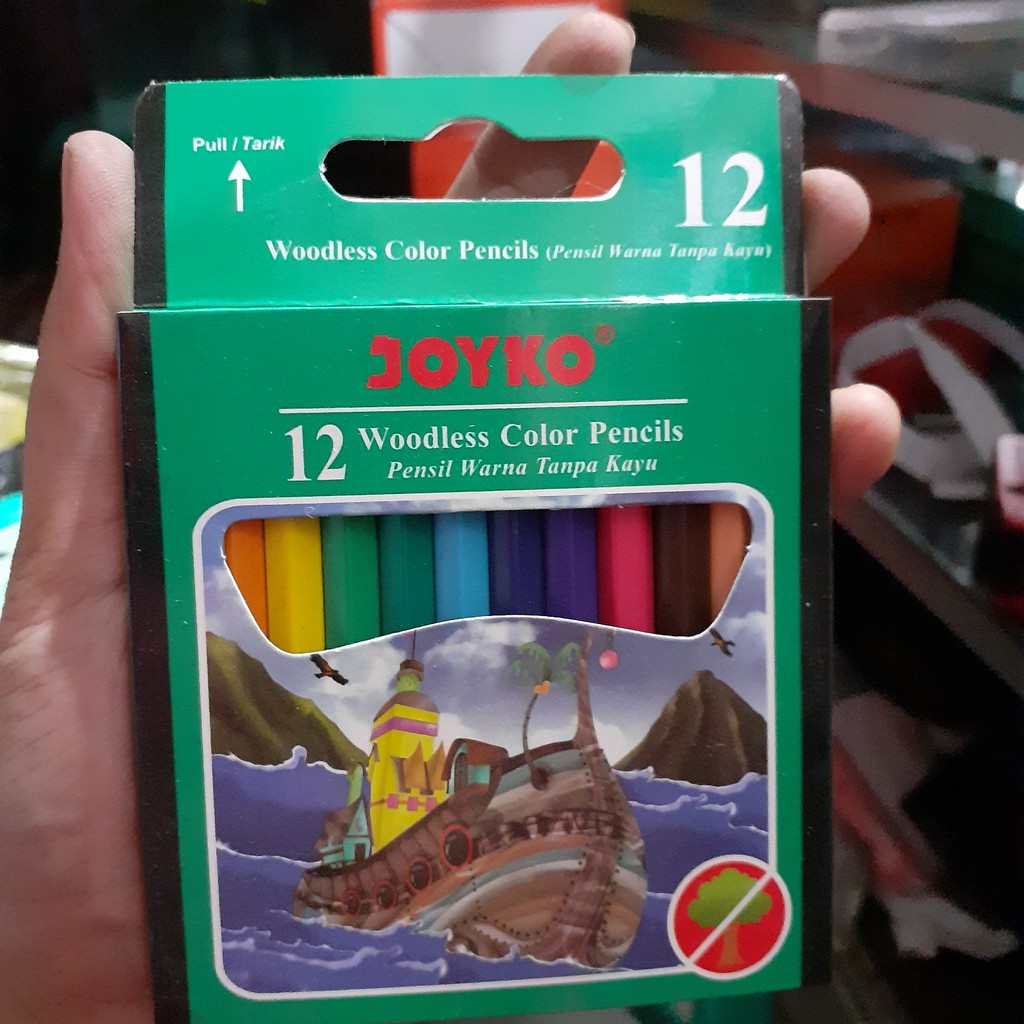 Pull / Tarik
12
Woodless Color Pencils (Pensil Warna Tanpa Kayu)
JOYKO®
12 Woodless Color Pencils
Pensil Warna Tanpa Kayu